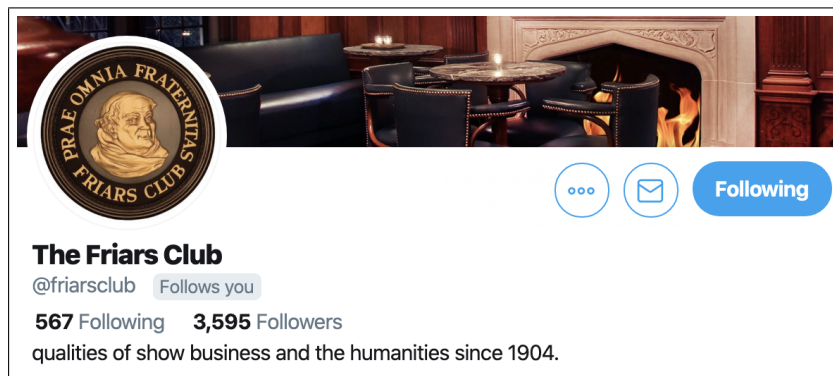 PRAE OMNIA FRATERNITAS
FRIARS CLUB
Following
The Friars Club
@friarsclub Follows you
567 Following 3,595 Followers
qualities of show business and the humanities since 1904.